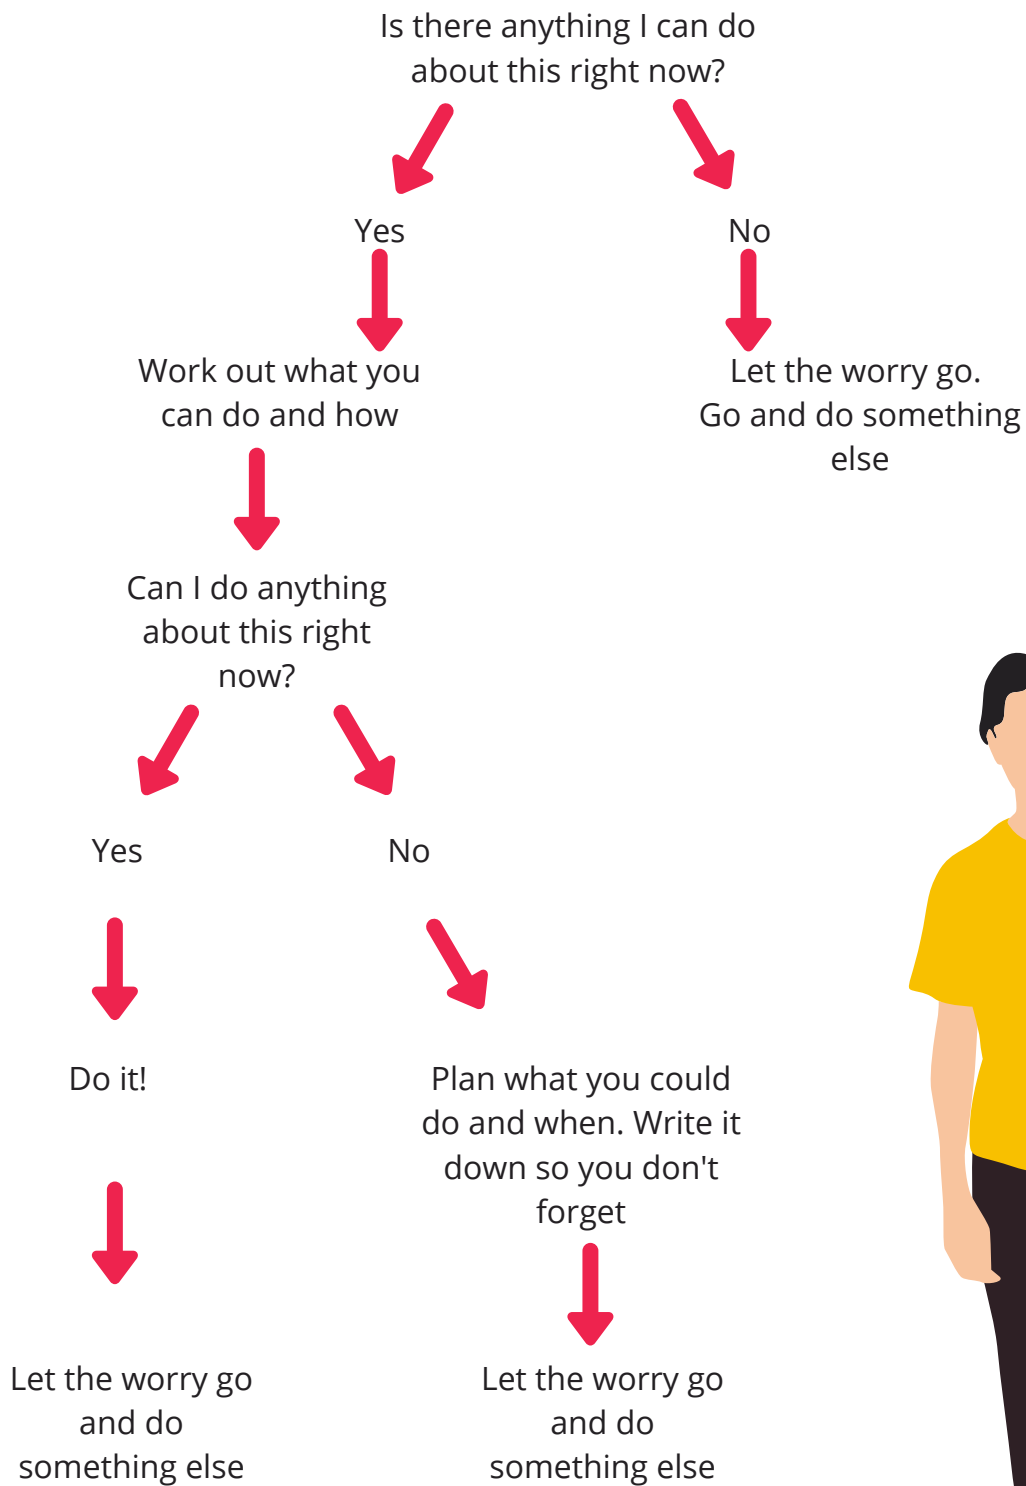 Is there anything I can do
about this right now?
Yes
No
Work out what you
can do and how
Let the worry go.
Go and do something
else
Can I do anything
about this right
now?
Yes
No
Do it!
Plan what you could
do and when. Write it
down so you don't
forget
Let the worry go
and do
something else
Let the worry go
and do
something else